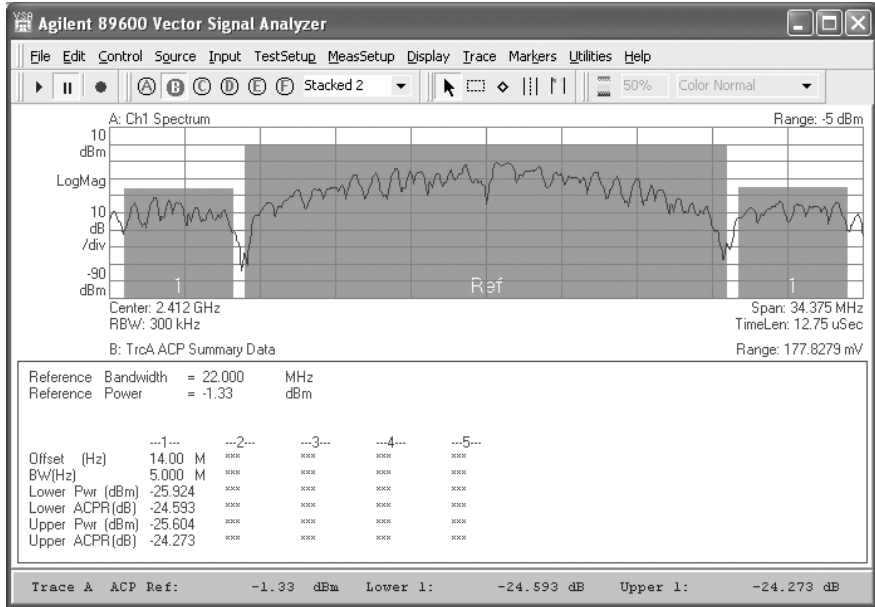 VSA Agilent 89600 Vector Signal Analyzer
File Edit Control Source Input TestSetup MeasSetup Display Trace Markers Utilities Help
A B C D E F Stacked 2 50% Color Normal
A: Ch1 Spectrum Range: -5 dBm
10
dBm
LogMag
10
dB
/div
-90
dBm
1 Ref 1
Center: 2.412 GHz Span: 34.375 MHz
RBW: 300 kHz TimeLen: 12.75 uSec
B: TrcA ACP Summary Data Range: 177.8279 mV
Reference Bandwidth = 22.000 MHz
Reference Power = -1.33 dBm
---1--- ---2--- ---3--- ---4--- ---5---
Offset (Hz) 14.00 M *** *** *** ***
BW(Hz) 5.000 M *** *** *** ***
Lower Pwr (dBm) -25.924 *** *** *** ***
Lower ACPR(dB) -24.593 *** *** *** ***
Upper Pwr (dBm) -25.604 *** *** *** ***
Upper ACPR(dB) -24.273 *** *** *** ***
Trace A ACP Ref: -1.33 dBm Lower 1: -24.593 dB Upper 1: -24.273 dB